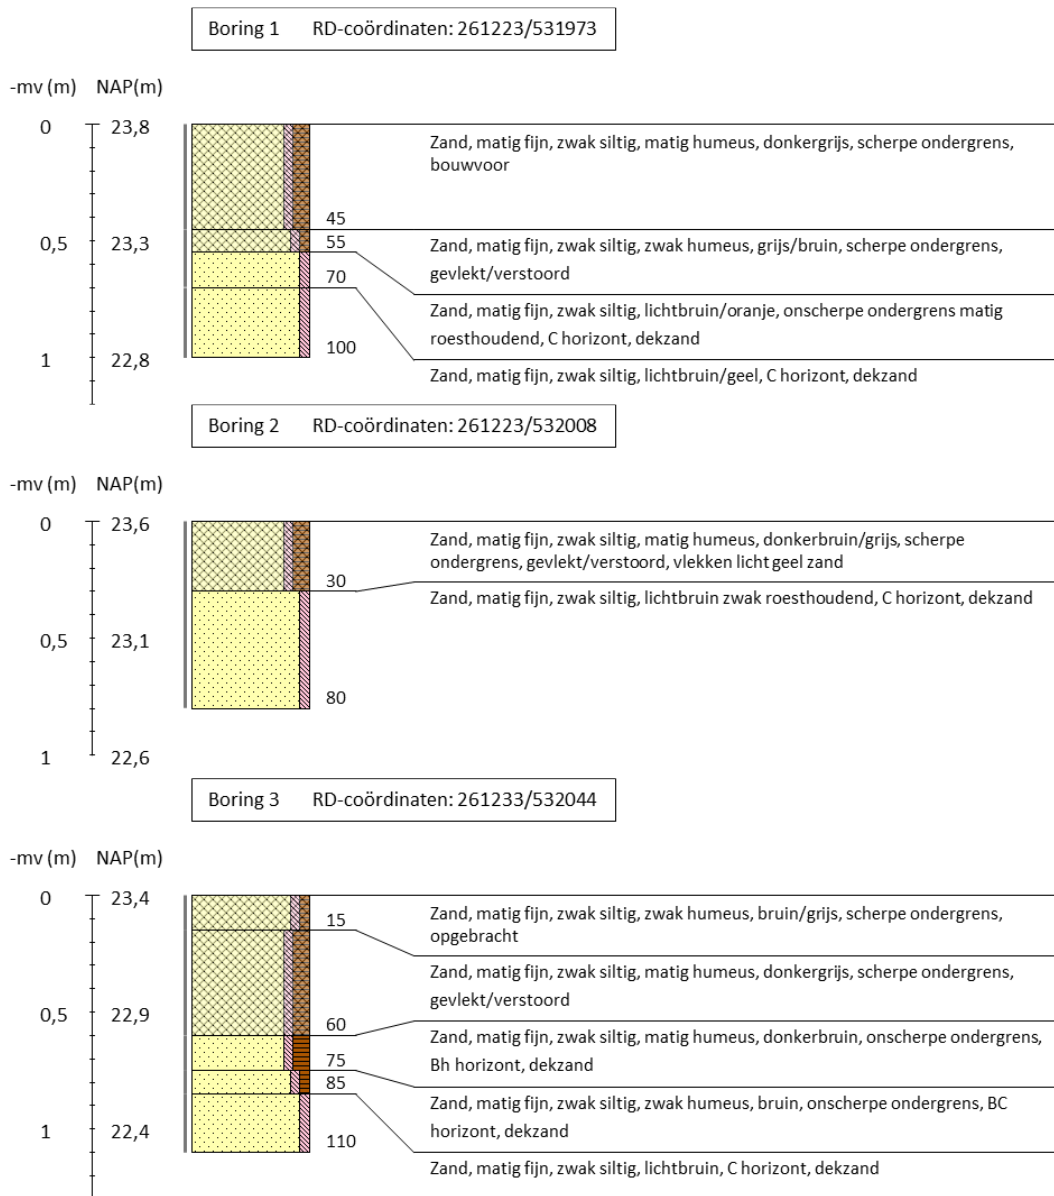 Boring 1 RD-coördinaten: 261223/531973
-mv (m) NAP(m)
0 23,8
Zand, matig fijn, zwak siltig, matig humeus, donkergrijs, scherpe ondergrens,
bouwvoor
45
0,5 23,3
55
Zand, matig fijn, zwak siltig, zwak humeus, grijs/bruin, scherpe ondergrens,
gevlekt/verstoord
70
Zand, matig fijn, zwak siltig, lichtbruin/oranje, onscherpe ondergrens matig
roesthoudend, C horizont, dekzand
100
1 22,8
Zand, matig fijn, zwak siltig, lichtbruin/geel, C horizont, dekzand
Boring 2 RD-coördinaten: 261223/532008
-mv (m) NAP(m)
0 23,6
Zand, matig fijn, zwak siltig, matig humeus, donkerbruin/grijs, scherpe
ondergrens, gevlekt/verstoord, vlekken licht geel zand
30
Zand, matig fijn, zwak siltig, lichtbruin zwak roesthoudend, C horizont, dekzand
0,5 23,1
80
1 22,6
Boring 3 RD-coördinaten: 261233/532044
-mv (m) NAP(m)
0 23,4
15
Zand, matig fijn, zwak siltig, zwak humeus, bruin/grijs, scherpe ondergrens,
opgebracht
Zand, matig fijn, zwak siltig, matig humeus, donkergrijs, scherpe ondergrens,
gevlekt/verstoord
0,5 22,9
60
Zand, matig fijn, zwak siltig, matig humeus, donkerbruin, onscherpe ondergrens,
Bh horizont, dekzand
75
85
Zand, matig fijn, zwak siltig, zwak humeus, bruin, onscherpe ondergrens, BC
horizont, dekzand
1 22,4
110
Zand, matig fijn, zwak siltig, lichtbruin, C horizont, dekzand